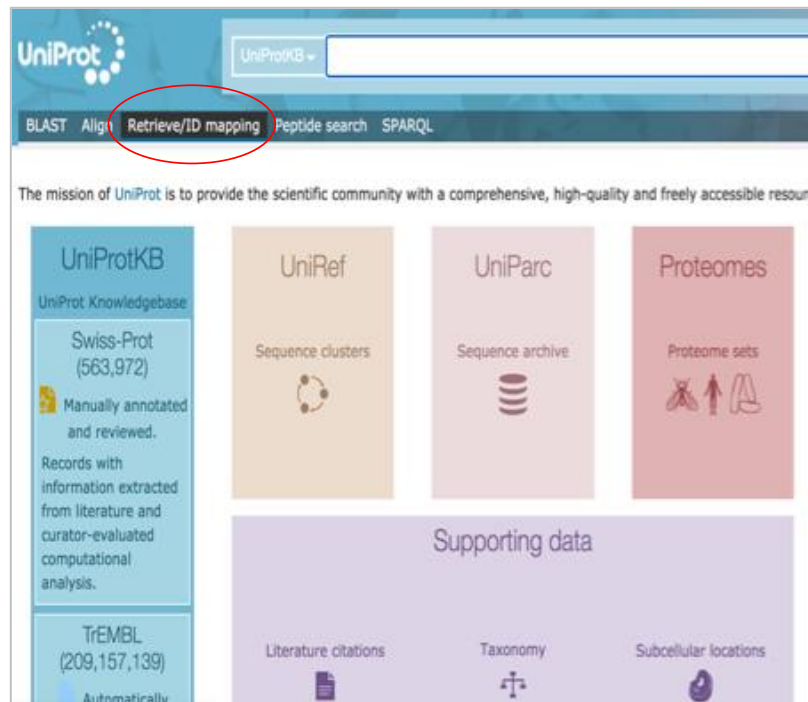 UniProt
UniProtKB
BLAST Align Retrieve/ID mapping Peptide search SPARQL
The mission of UniProt is to provide the scientific community with a comprehensive, high-quality and freely accessible resour
UniProtKB
UniProt Knowledgebase
Swiss-Prot
(563,972)
Manually annotated
and reviewed.
Records with
information extracted
from literature and
curator-evaluated
computational
analysis.
TrEMBL
(209,157,139)
Automatically
UniRef
Sequence clusters
UniParc
Sequence archive
Proteomes
Proteome sets
Supporting data
Literature citations
Taxonomy
Subcellular locations